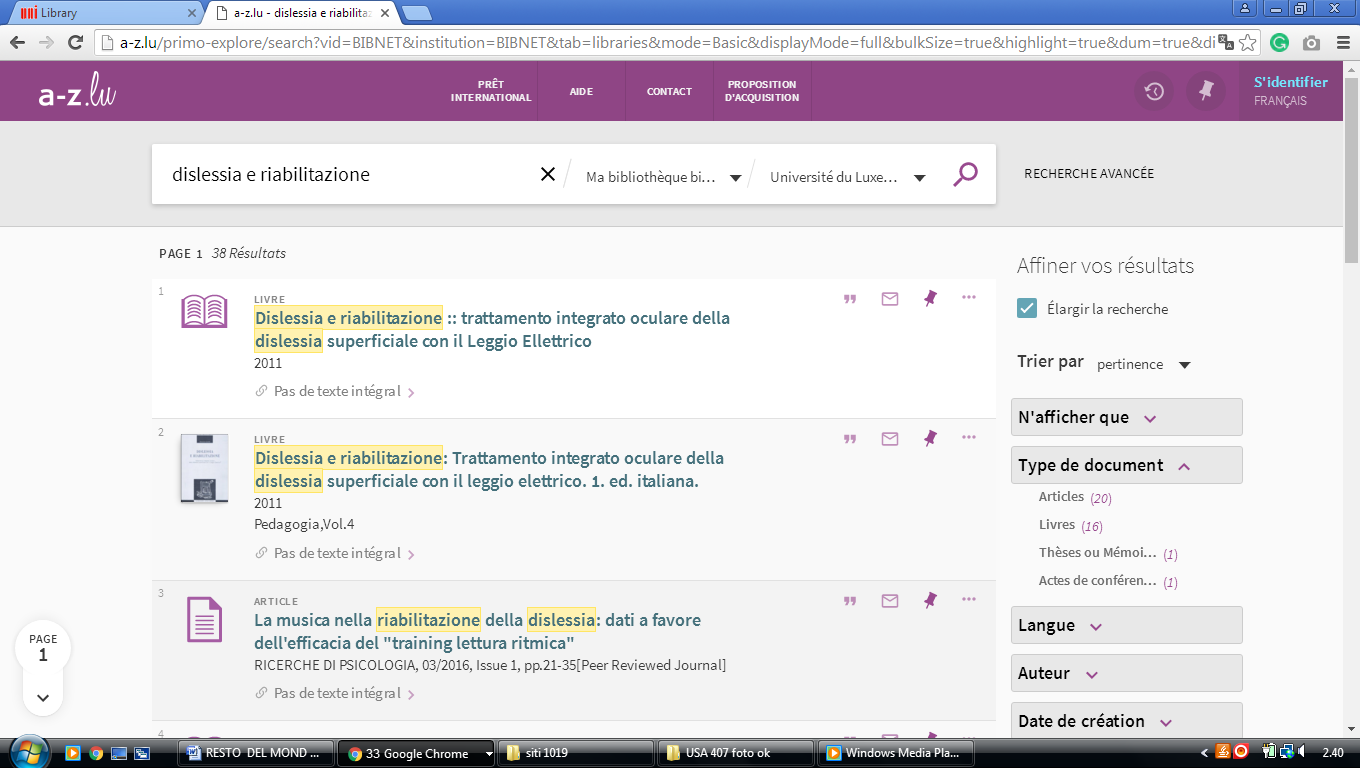 Library
a-z.lu - dislessia e riabilitaz
a-z.lu/primo-explore/search?vid=BIBNET&institution=BIBNET&tab=libraries&mode=Basic&displayMode=full&bulkSize=true&highlight=true&dum=true&di
a-z.lu
PRÊT INTERNATIONAL
AIDE
CONTACT
PROPOSITION D'ACQUISITION
S'identifier
FRANÇAIS
dislessia e riabilitazione
Ma bibliothèque bi...
Université du Luxe...
RECHERCHE AVANCÉE
PAGE 1 38 Résultats
1
LIVRE
Dislessia e riabilitazione :: trattamento integrato oculare della
dislessia superficiale con il Leggio Ellettrico
2011
Pas de texte intégral
2
LIVRE
Dislessia e riabilitazione: Trattamento integrato oculare della
dislessia superficiale con il leggio elettrico. 1. ed. italiana.
2011
Pedagogia,Vol.4
Pas de texte intégral
3
ARTICLE
La musica nella riabilitazione della dislessia: dati a favore
dell'efficacia del "training lettura ritmica"
RICERCHE DI PSICOLOGIA, 03/2016, Issue 1, pp.21-35[Peer Reviewed Journal]
Pas de texte intégral
4
Affiner vos résultats
Élargir la recherche
Trier par pertinence
N'afficher que
Type de document
Articles (20)
Livres (16)
Thèses ou Mémoi... (1)
Actes de conféren... (1)
Langue
Auteur
Date de création
PAGE
1
RESTO DEL MOND ...
33 Google Chrome
siti 1019
USA 407 foto ok
Windows Media Pla...
2.40